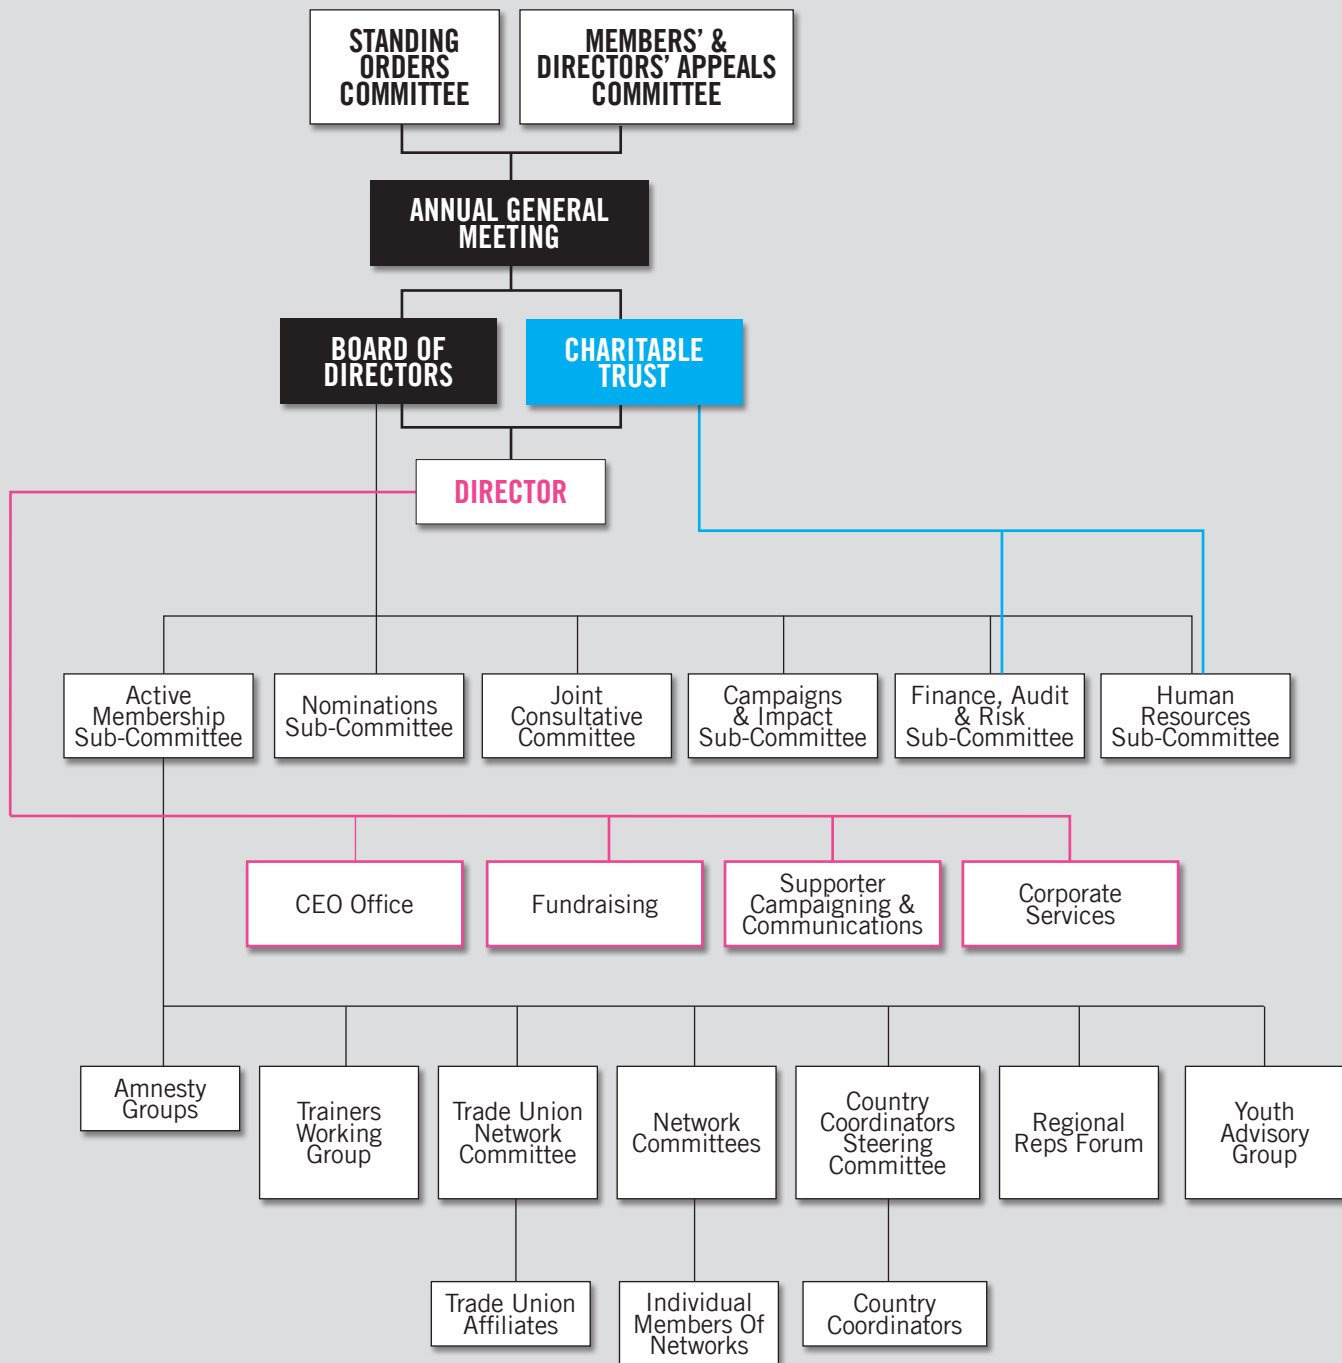 STANDING
ORDERS
COMMITTEE
MEMBERS’ &
DIRECTORS’ APPEALS
COMMITTEE
ANNUAL GENERAL
MEETING
BOARD OF
DIRECTORS
CHARITABLE
TRUST
DIRECTOR
Active
Membership
Sub-Committee
Nominations
Sub-Committee
Joint
Consultative
Committee
Campaigns
& Impact
Sub-Committee
Finance, Audit
& Risk
Sub-Committee
Human
Resources
Sub-Committee
CEO Office
Fundraising
Supporter
Campaigning &
Communications
Corporate
Services
Amnesty
Groups
Trainers
Working
Group
Trade Union
Network
Committee
Network
Committees
Country
Coordinators
Steering
Committee
Regional
Reps Forum
Youth
Advisory
Group
Trade Union
Affiliates
Individual
Members Of
Networks
Country
Coordinators